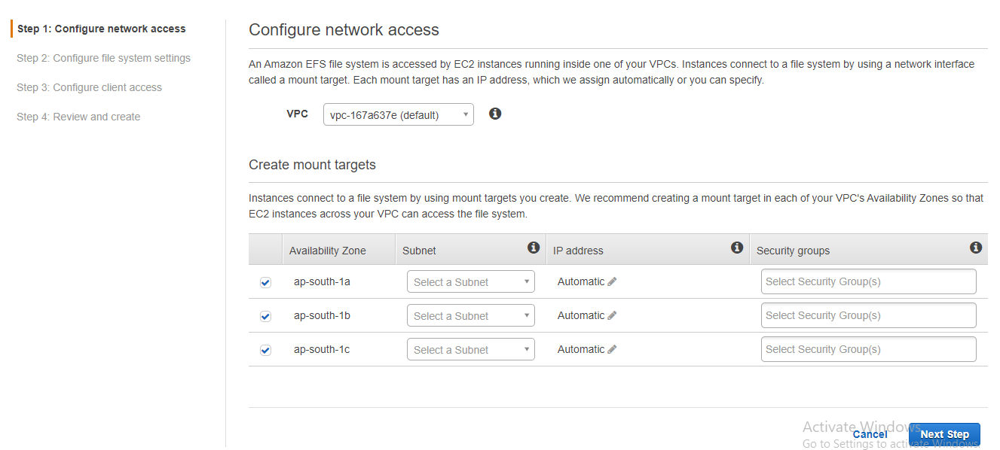 Step 1: Configure network access
Step 2: Configure file system settings
Step 3: Configure client access
Step 4: Review and create
Configure network access
An Amazon EFS file system is accessed by EC2 instances running inside one of your VPCs. Instances connect to a file system by using a network interface
called a mount target. Each mount target has an IP address, which we assign automatically or you can specify.
VPC vpc-167a637e (default)
Create mount targets
Instances connect to a file system by using mount targets you create. We recommend creating a mount target in each of your VPC's Availability Zones so that
EC2 instances across your VPC can access the file system.
Availability Zone Subnet IP address Security groups
ap-south-1a Select a Subnet Automatic Select Security Group(s)
ap-south-1b Select a Subnet Automatic Select Security Group(s)
ap-south-1c Select a Subnet Automatic Select Security Group(s)
Activate Windows
Cancel Next Step
Go to Settings to activate Windows.